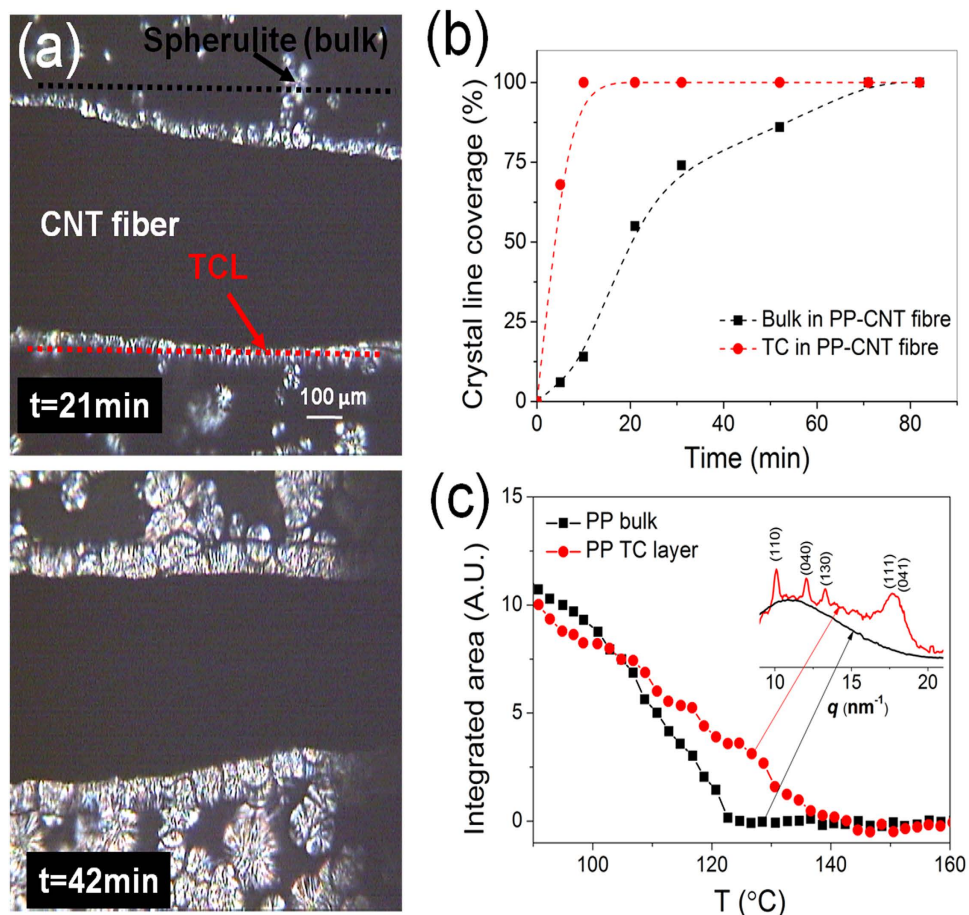 (a)
Spherulite (bulk)
CNT fiber
TCL
100 µm
t=21min
t=42min
(b)
Crystal line coverage (%)
100
75
50
25
0
Bulk in PP-CNT fibre
TC in PP-CNT fibre
0 20 40 60 80
Time (min)
(c)
Integrated area (A.U.)
15
10
5
0
PP bulk
PP TC layer
(110)
(040)
(130)
(111)
(041)
10 15 20
q (nm⁻¹)
100 120 140 160
T (°C)